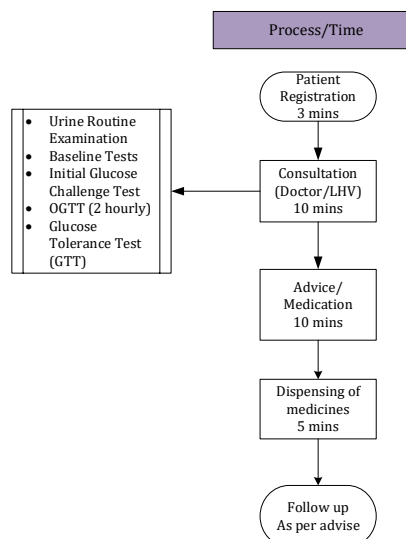 Process/Time
Patient
Registration
3 mins
• Urine Routine
Examination
• Baseline Tests
• Initial Glucose
Challenge Test
• OGTT (2 hourly)
• Glucose
Tolerance Test
(GTT)
Consultation
(Doctor/LHV)
10 mins
Advice/
Medication
10 mins
Dispensing of
medicines
5 mins
Follow up
As per advise